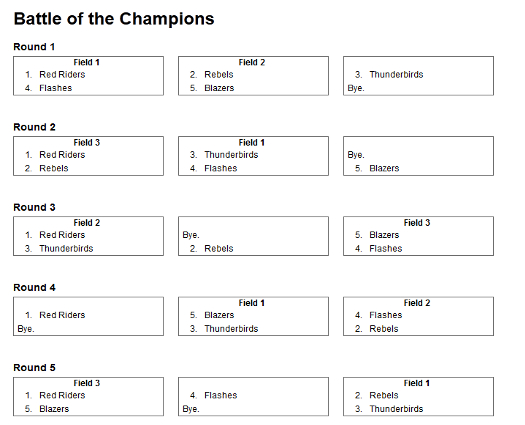 Battle of the Champions
Round 1
Field 1
1. Red Riders
4. Flashes
Field 2
2. Rebels
5. Blazers
3. Thunderbirds
Bye.
Round 2
Field 3
1. Red Riders
2. Rebels
Field 1
3. Thunderbirds
4. Flashes
Bye.
5. Blazers
Round 3
Field 2
1. Red Riders
3. Thunderbirds
Bye.
2. Rebels
Field 3
5. Blazers
4. Flashes
Round 4
1. Red Riders
Bye.
Field 1
5. Blazers
3. Thunderbirds
Field 2
4. Flashes
2. Rebels
Round 5
Field 3
1. Red Riders
5. Blazers
4. Flashes
Bye.
Field 1
2. Rebels
3. Thunderbirds